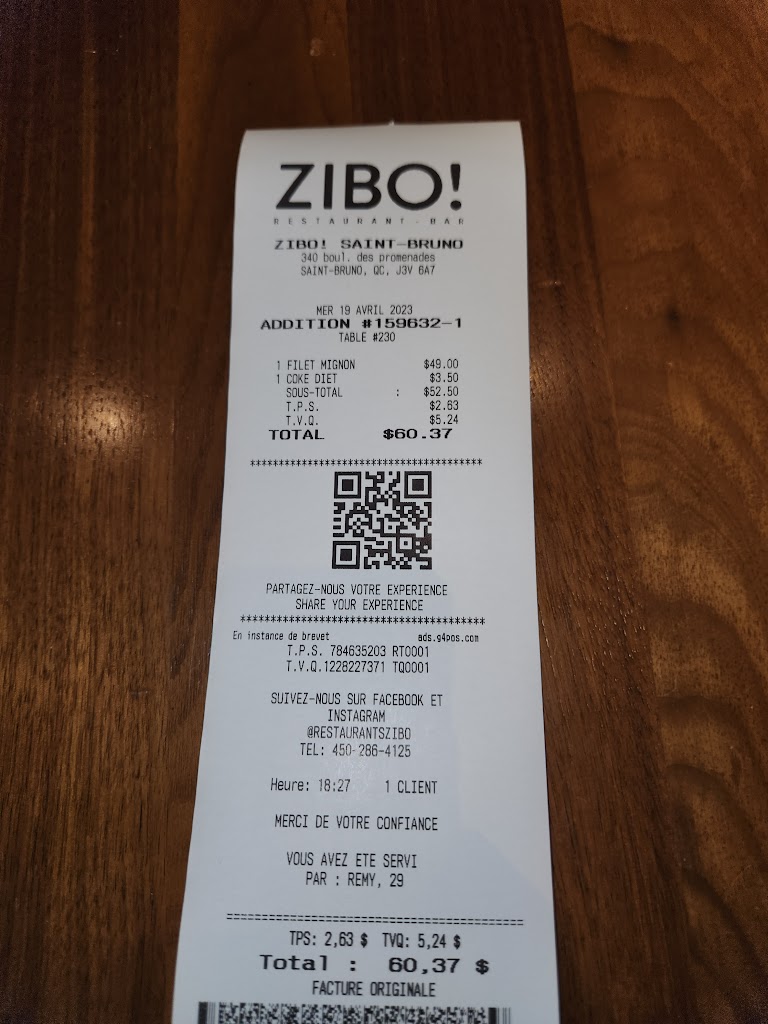 ZIBO!
RESTAURANT - BAR
ZIBO! SAINT-BRUNO
340 boul. des promenades
SAINT-BRUNO, QC, J3V 6A7
MER 19 AVRIL 2023
ADDITION #159632-1
TABLE #230
1 FILET MIGNON $49.00
1 COKE DIET $3.50
SOUS-TOTAL : $52.50
T.P.S. $2.63
T.V.Q. $5.24
TOTAL $60.37
******************************************
PARTAGEZ-NOUS VOTRE EXPERIENCE
SHARE YOUR EXPERIENCE
******************************************
En instance de brevet ads.g4pos.com
T.P.S. 784635203 RT0001
T.V.Q.1228227371 TQ0001
SUIVEZ-NOUS SUR FACEBOOK ET
INSTAGRAM
@RESTAURANTSZIBO
TEL: 450-286-4125
Heure: 18:27 1 CLIENT
MERCI DE VOTRE CONFIANCE
VOUS AVEZ ETE SERVI
PAR : REMY, 29
==========================================
TPS: 2,63 $ TVQ: 5,24 $
Total : 60,37 $
FACTURE ORIGINALE